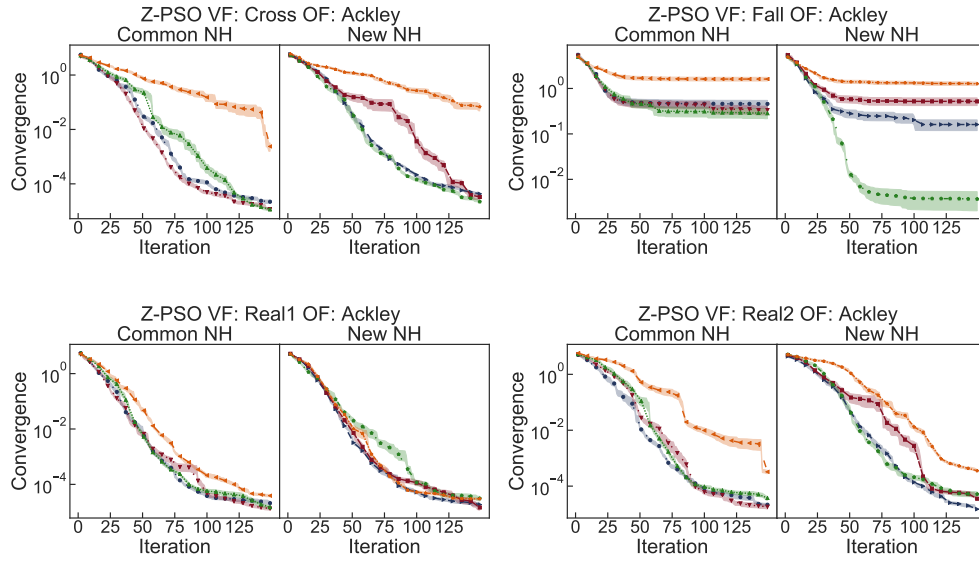 Z-PSO VF: Cross OF: Ackley
Common NH
New NH
Convergence
10^0
10^-2
10^-4
0 25 50 75 100 125
0 25 50 75 100 125
Iteration
Iteration
Z-PSO VF: Fall OF: Ackley
Common NH
New NH
Convergence
10^0
10^-1
10^-2
0 25 50 75 100 125
0 25 50 75 100 125
Iteration
Iteration
Z-PSO VF: Real1 OF: Ackley
Common NH
New NH
Convergence
10^0
10^-2
10^-4
0 25 50 75 100 125
0 25 50 75 100 125
Iteration
Iteration
Z-PSO VF: Real2 OF: Ackley
Common NH
New NH
Convergence
10^0
10^-2
10^-4
0 25 50 75 100 125
0 25 50 75 100 125
Iteration
Iteration